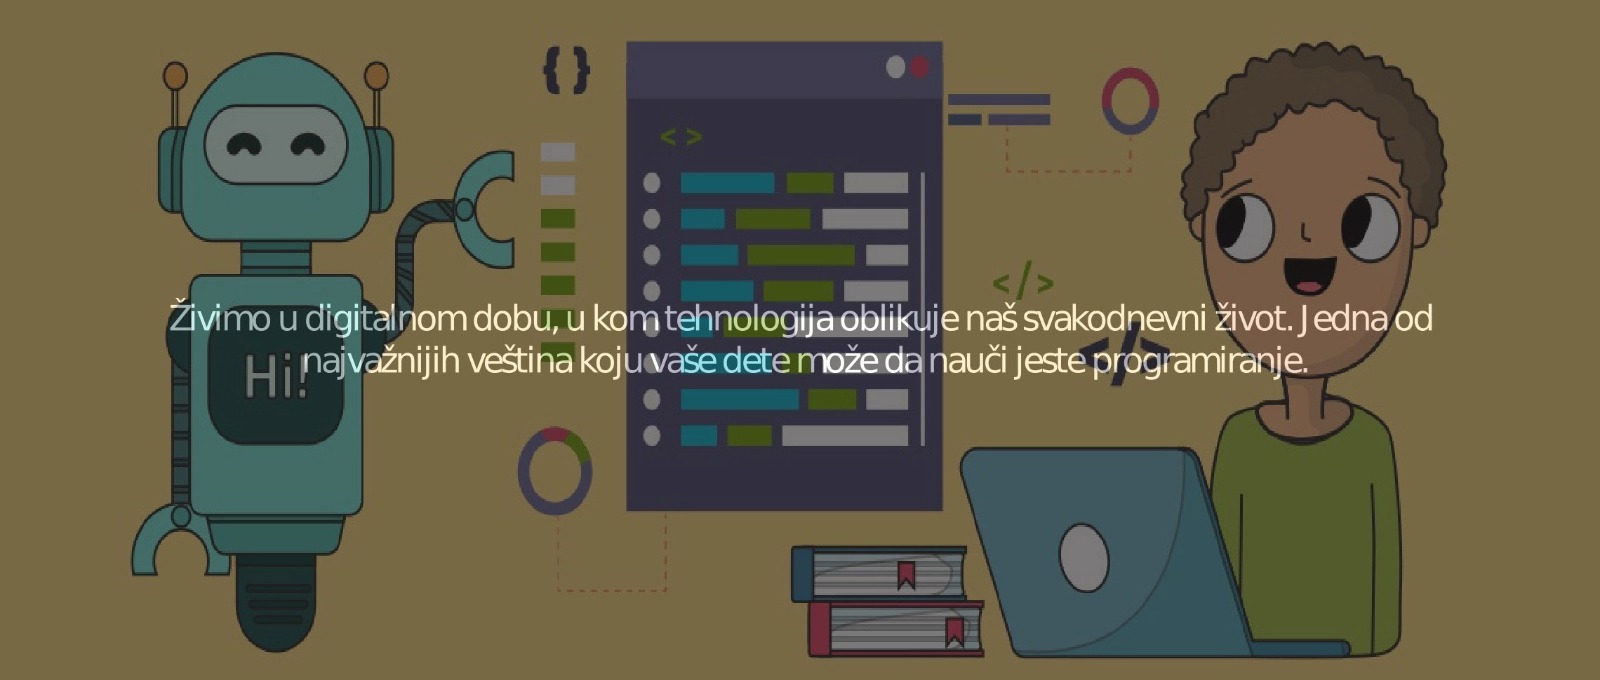 Živimo u digitalnom dobu, u kom tehnologija oblikuje naš svakodnevni život. Jedna od
najvažnijih veština koju vaše dete može da nauči jeste programiranje.
Hi!
{ }
< >
</>
</>